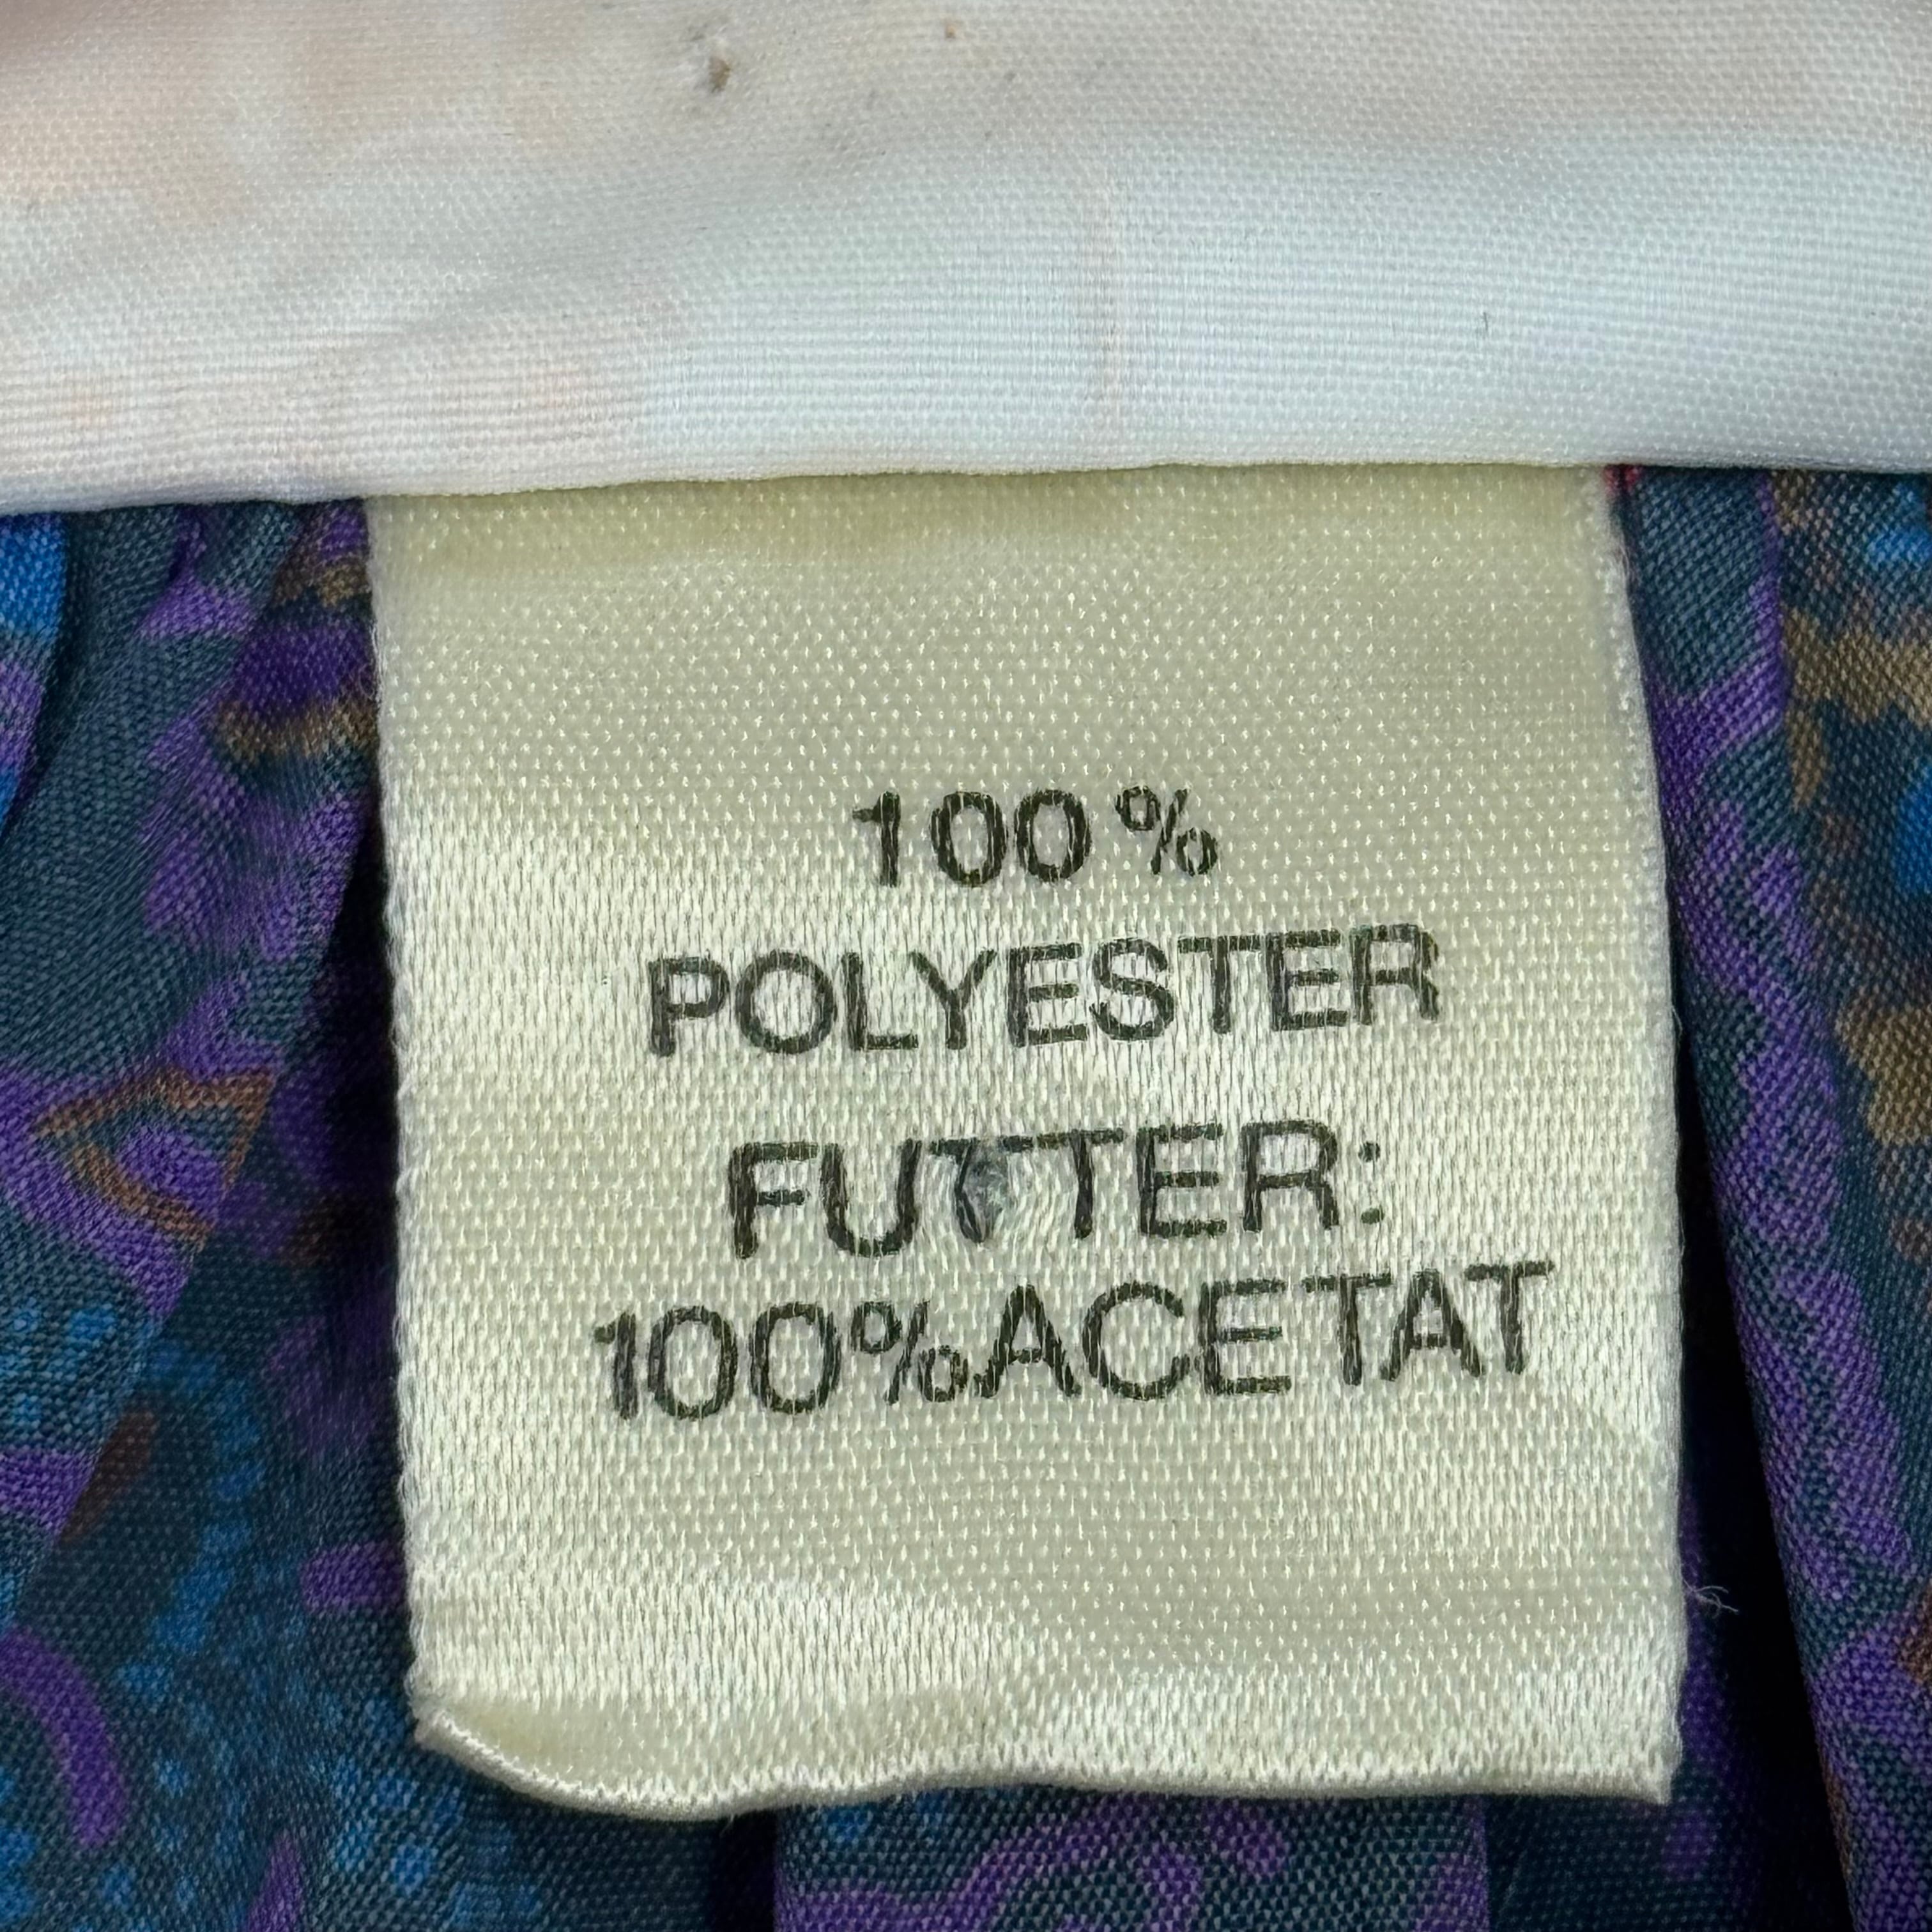 100%
POLYESTER
FUTTER:
100% ACETAT